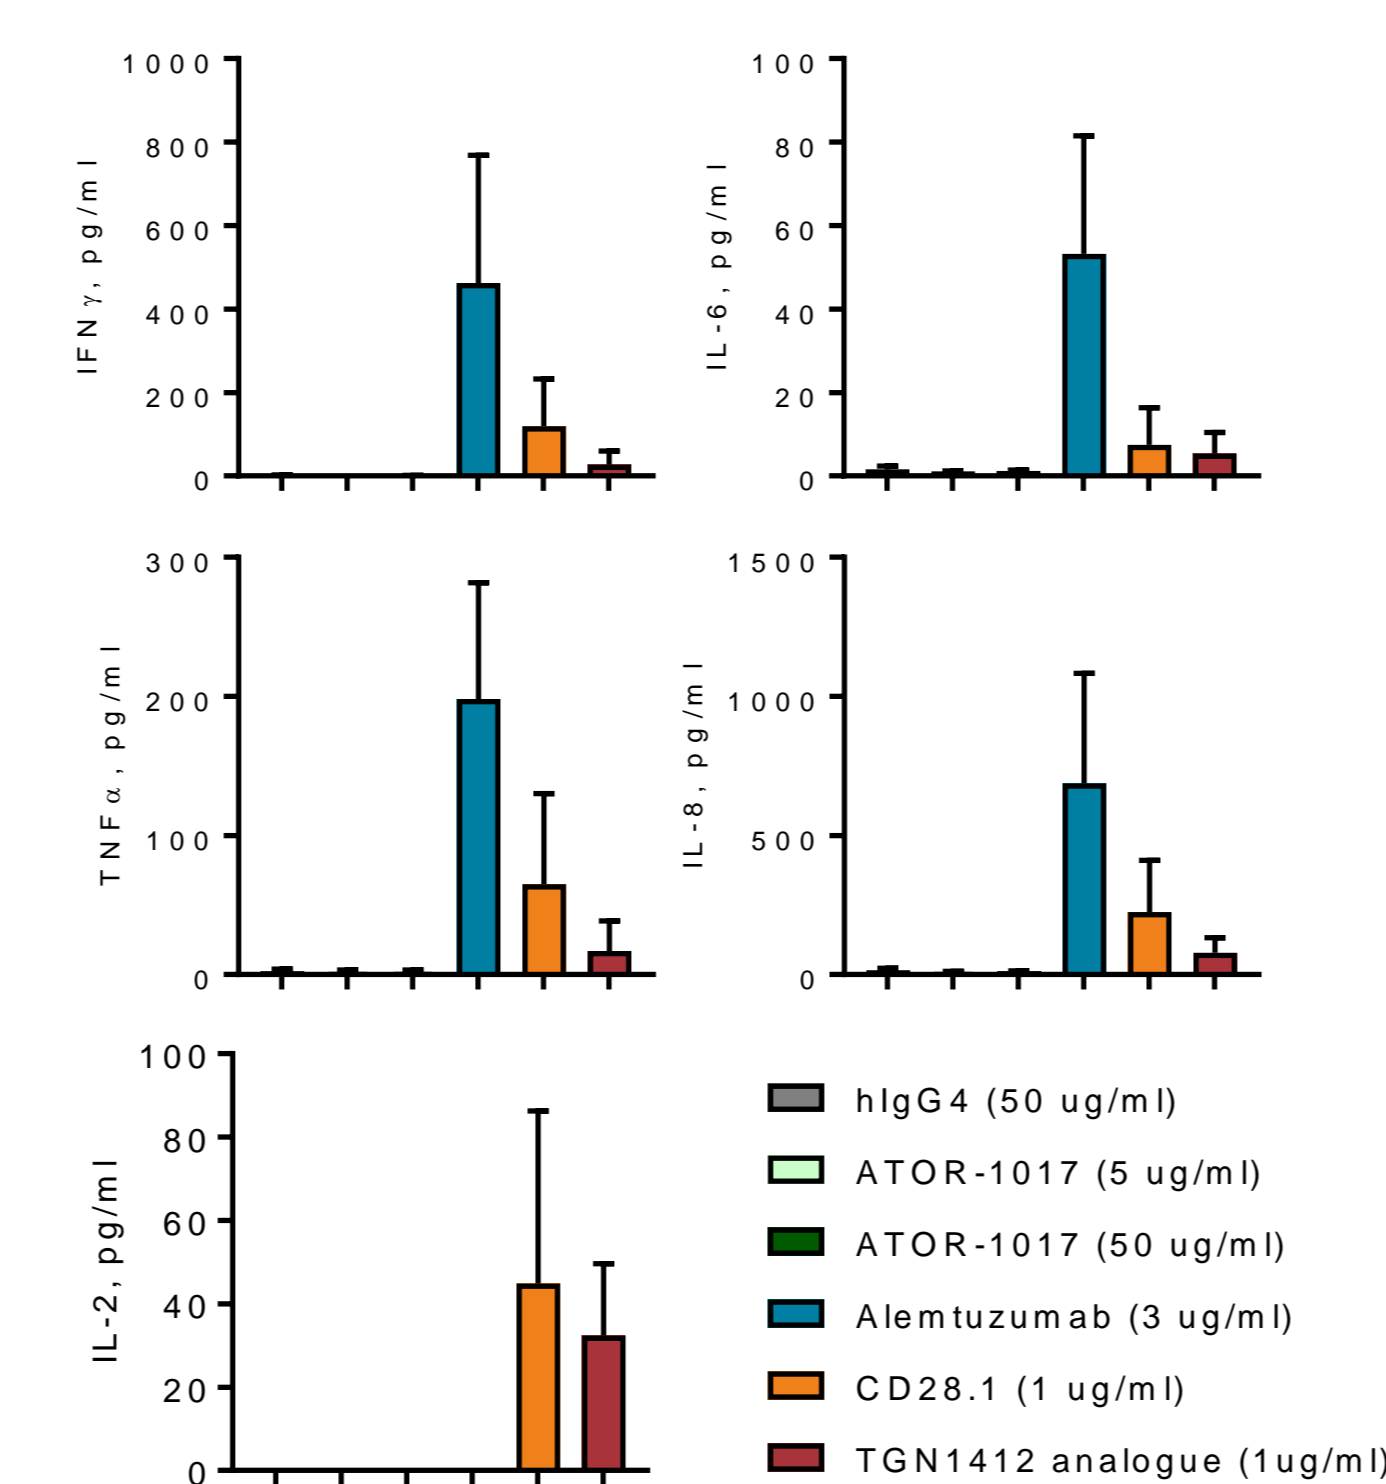 IFNγ, pg/ml
1000
800
600
400
200
0
IL-6, pg/ml
100
80
60
40
20
0
TNFα, pg/ml
300
200
100
0
IL-8, pg/ml
1500
1000
500
0
IL-2, pg/ml
100
80
60
40
20
0
hIgG4 (50 ug/ml)
ATOR-1017 (5 ug/ml)
ATOR-1017 (50 ug/ml)
Alemtuzumab (3 ug/ml)
CD28.1 (1 ug/ml)
TGN1412 analogue (1ug/ml)